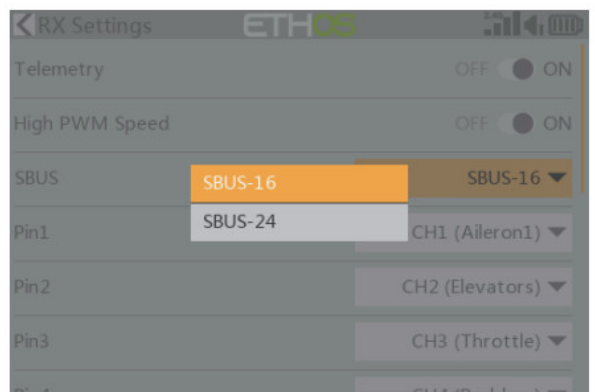 RX Settings ETHOS
Telemetry OFF ON
High PWM Speed OFF ON
SBUS SBUS-16
SBUS-16
SBUS-24
Pin1 CH1 (Aileron1)
Pin2 CH2 (Elevators)
Pin3 CH3 (Throttle)